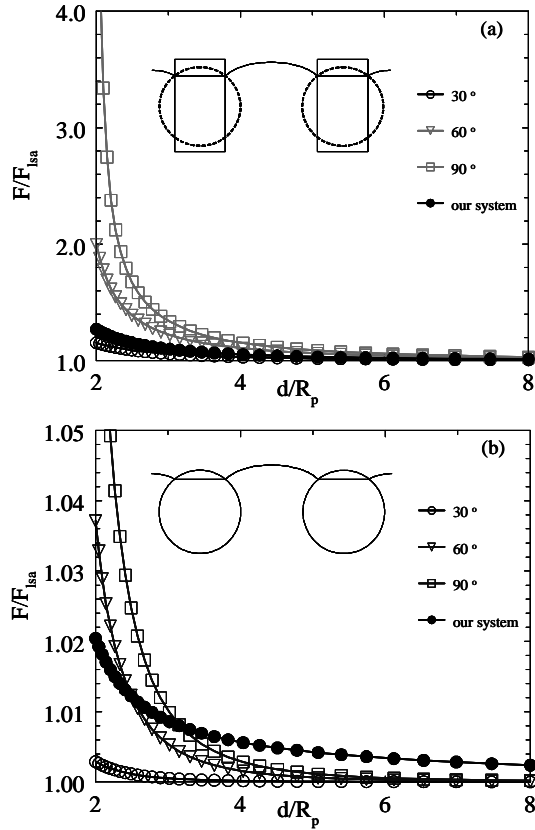 4.0
(a)
3.0
F/F_lsa
2.0
1.0
30 º
60 º
90 º
our system
2
4
6
8
d/R_p
1.05
(b)
1.04
1.03
F/F_lsa
1.02
1.01
1.00
30 º
60 º
90 º
our system
2
4
6
8
d/R_p